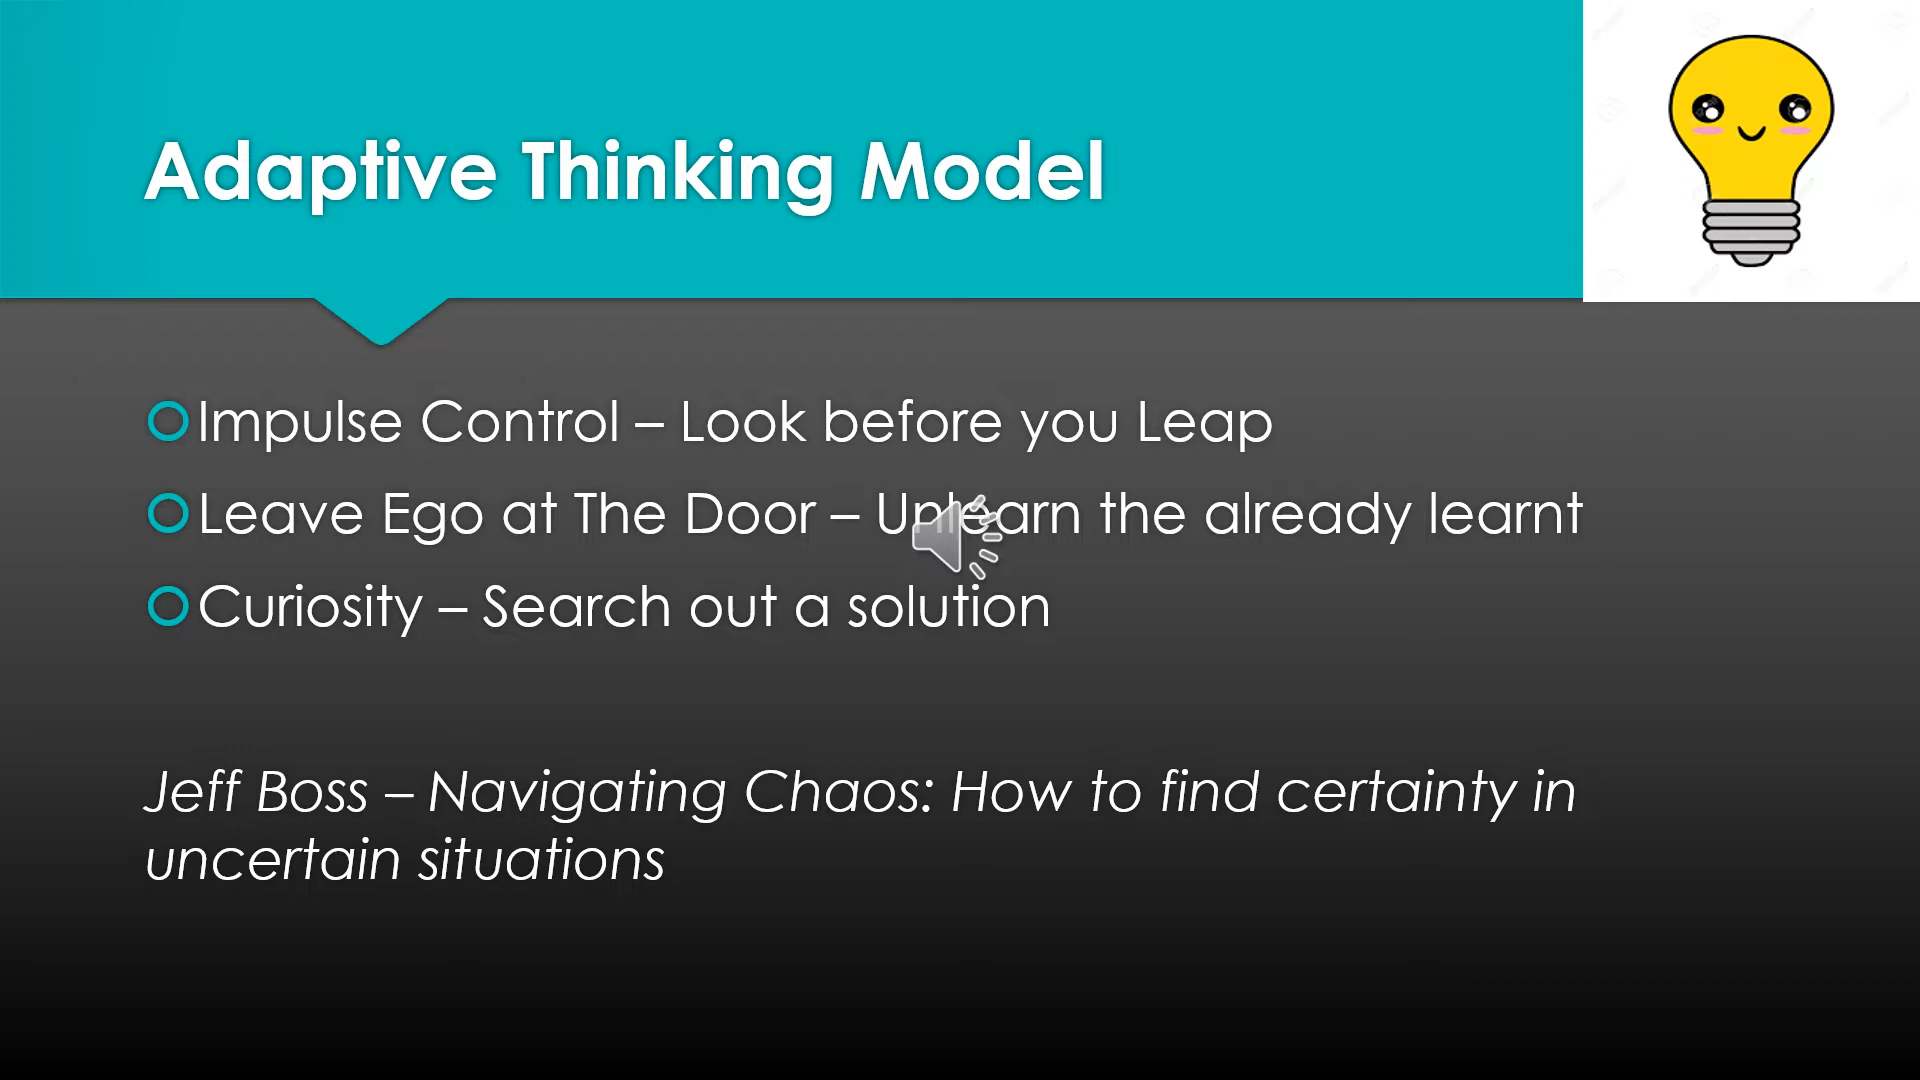 Adaptive Thinking Model
Impulse Control – Look before you Leap
Leave Ego at The Door – Unlearn the already learnt
Curiosity – Search out a solution
Jeff Boss – Navigating Chaos: How to find certainty in
uncertain situations